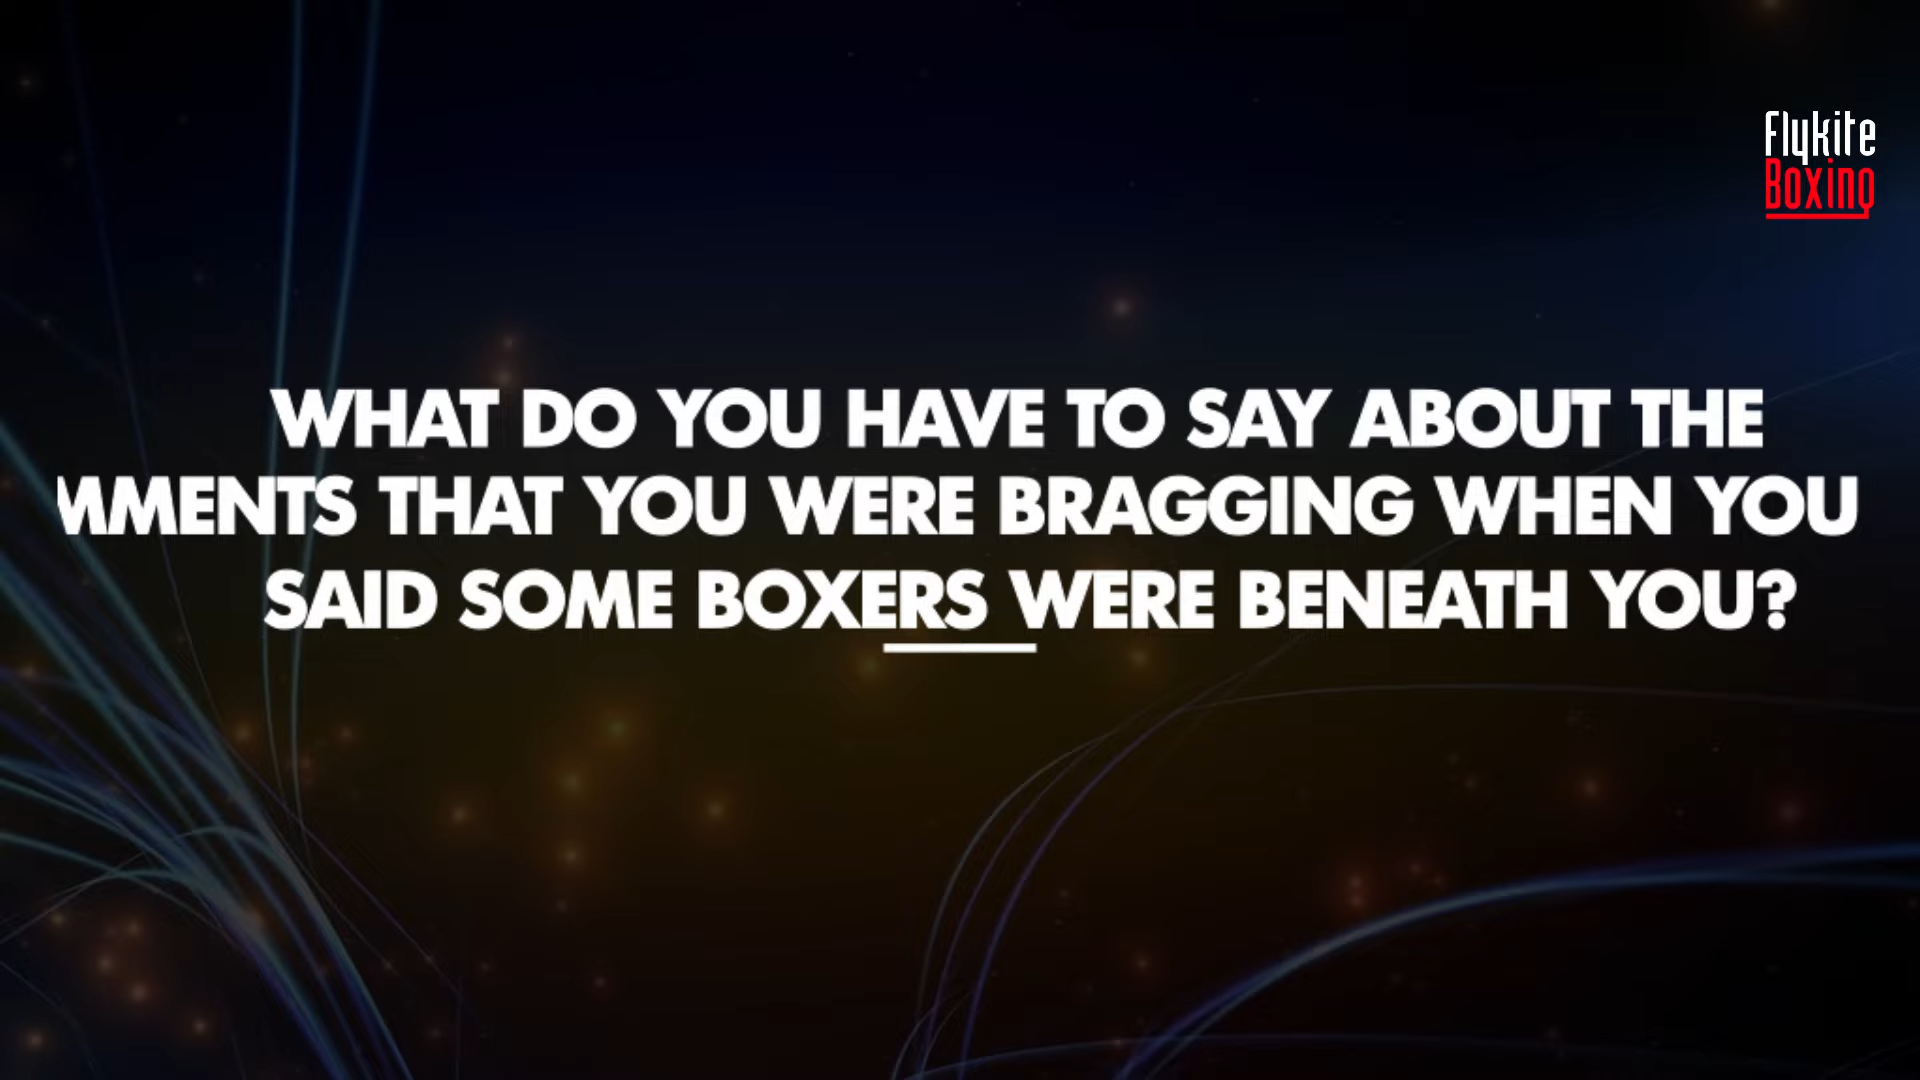 Flykite
Boxing
WHAT DO YOU HAVE TO SAY ABOUT THE
MMENTS THAT YOU WERE BRAGGING WHEN YOU
SAID SOME BOXERS WERE BENEATH YOU?